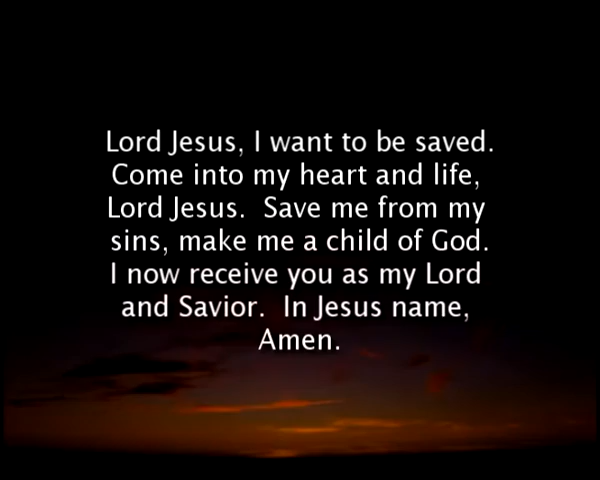 Lord Jesus, I want to be saved.
Come into my heart and life,
Lord Jesus.  Save me from my
sins, make me a child of God.
I now receive you as my Lord
and Savior.  In Jesus name,
Amen.